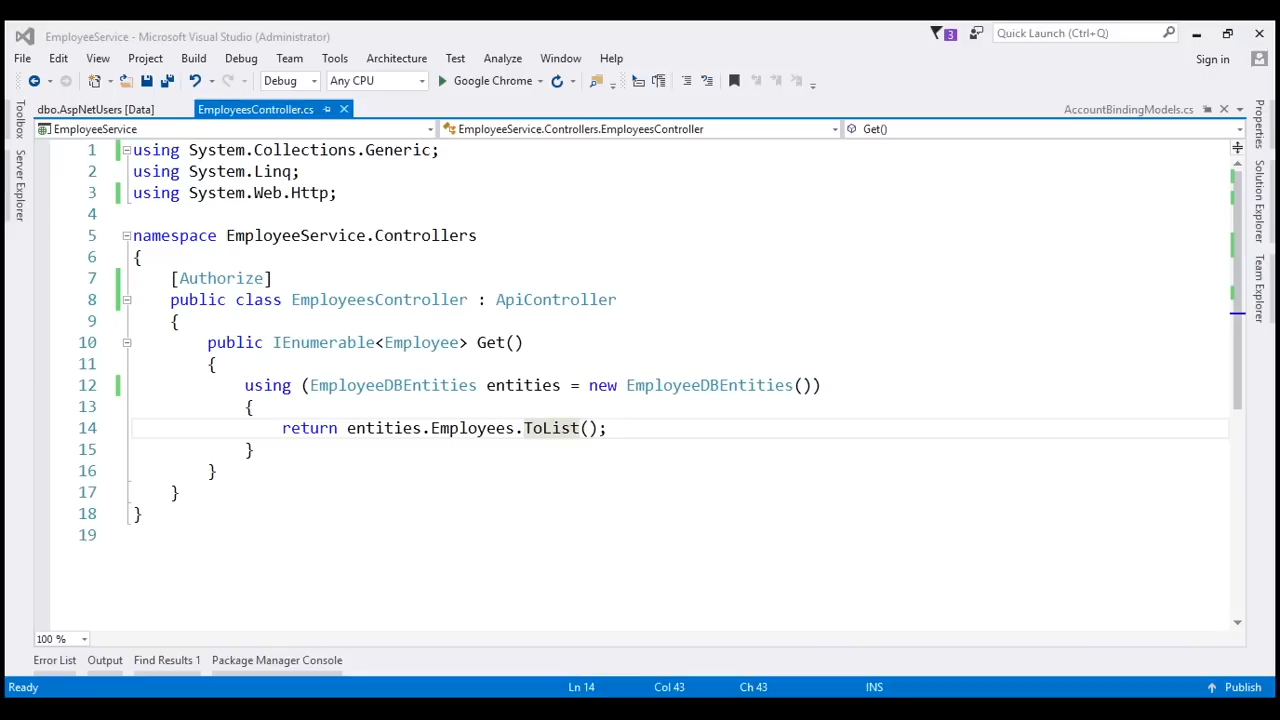 EmployeeService - Microsoft Visual Studio (Administrator)
3
Quick Launch (Ctrl+Q)
File Edit View Project Build Debug Team Test Analyze Tools Architecture Test Analyze Window Help
Sign in
Debug Any CPU Google Chrome
dbo.AspNetUsers [Data] EmployeesController.cs AccountBindingModels.cs
EmployeeService EmployeeService.Controllers.EmployeesController Get()
Toolbox
Server Explorer
1 using System.Collections.Generic;
2 using System.Linq;
3 using System.Web.Http;
4
5 namespace EmployeeService.Controllers
6 {
7 [Authorize]
8 public class EmployeesController : ApiController
9 {
10 public IEnumerable<Employee> Get()
11 {
12 using (EmployeeDBEntities entities = new EmployeeDBEntities())
13 {
14 return entities.Employees.ToList();
15 }
16 }
17 }
18 }
19
Properties
Solution Explorer
Team Explorer
100 %
Error List Output Find Results 1 Package Manager Console
Ready Ln 14 Col 43 Ch 43 INS Publish